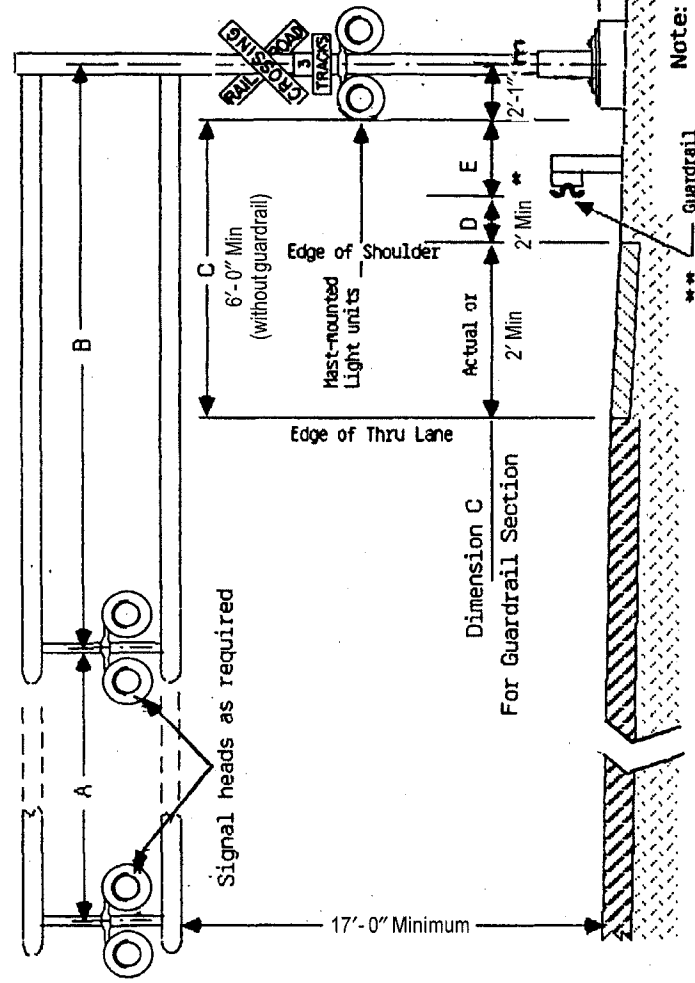 B
A
RAIL ROAD
CROSSING
3
TRACKS
C
6'-0" Min
(without guardrail)
Mast-mounted
Light units
Edge of Shoulder
2'-1"
E
D
2' Min **
Actual or
2' Min
Edge of Thru Lane
Dimension C
For Guardrail Section
Signal heads as required
17'-0" Minimum
Note:
** Guardrail